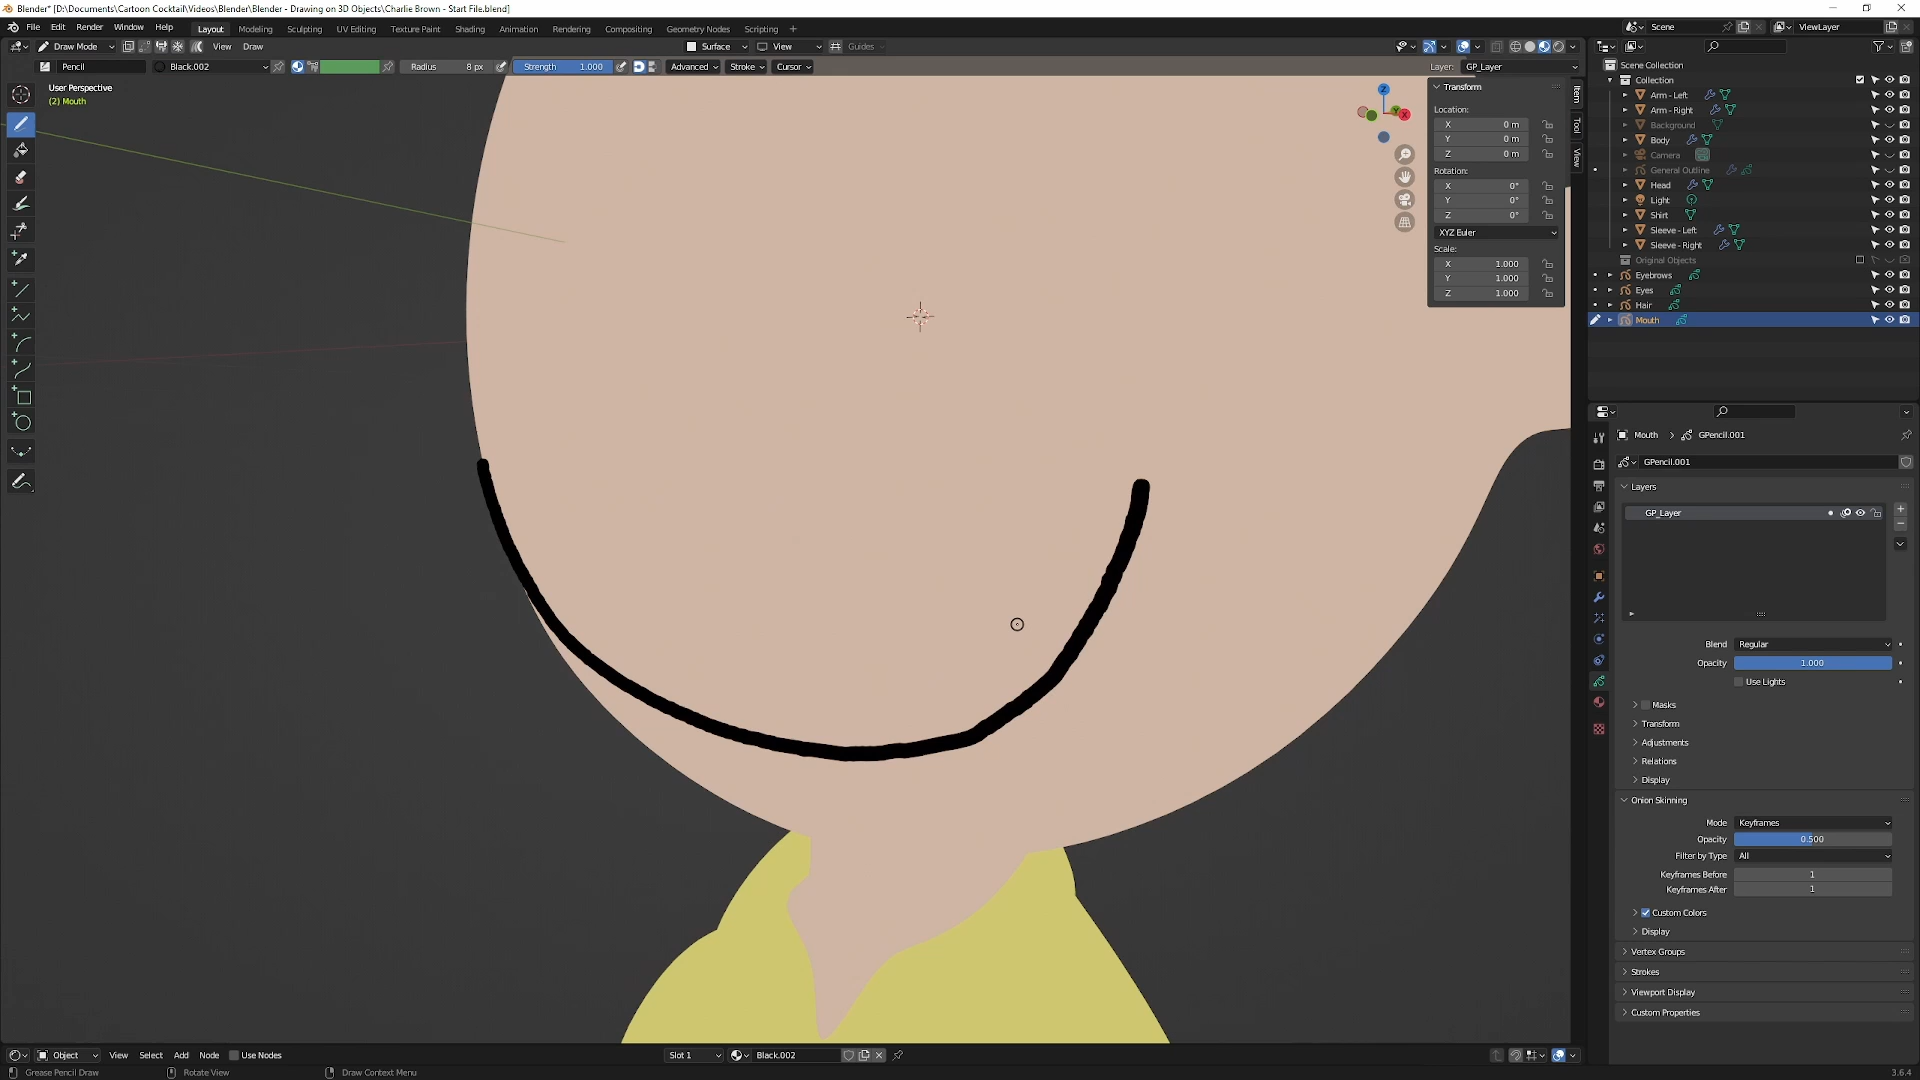 Blender* [D:\Documents\Cartoon Cocktail\Videos\Blender\Blender - Drawing on 3D Objects\Charlie Brown - Start File.blend]
File Edit Render Window Help Layout Modeling Sculpting UV Editing Texture Paint Shading Animation Rendering Compositing Geometry Nodes Scripting + Scene ViewLayer
Draw Mode View Draw Surface View Guides
Pencil Black.002 Radius 8 px Strength 1.000 Advanced Stroke Cursor Layer: GP_Layer
User Perspective
(2) Mouth
Z
Y
X
Transform
Location:
X 0 m
Y 0 m
Z 0 m
Rotation:
X 0°
Y 0°
Z 0°
XYZ Euler
Scale:
X 1.000
Y 1.000
Z 1.000
Item
Tool
View
Scene Collection
Collection
Arm - Left
Arm - Right
Background
Body
Camera
General Outline
Head
Light
Shirt
Sleeve - Left
Sleeve - Right
Original Objects
Eyebrows
Eyes
Hair
Mouth
Mouth > GPencil.001
GPencil.001
Layers
GP_Layer
Blend Regular
Opacity 1.000
Use Lights
Masks
Transform
Adjustments
Relations
Display
Onion Skinning
Mode Keyframes
Opacity 0.500
Filter by Type All
Keyframes Before 1
Keyframes After 1
Custom Colors
Display
Vertex Groups
Strokes
Viewport Display
Custom Properties
Object View Select Add Node Use Nodes Slot 1 Black.002
Grease Pencil Draw Rotate View Draw Context Menu 3.6.4